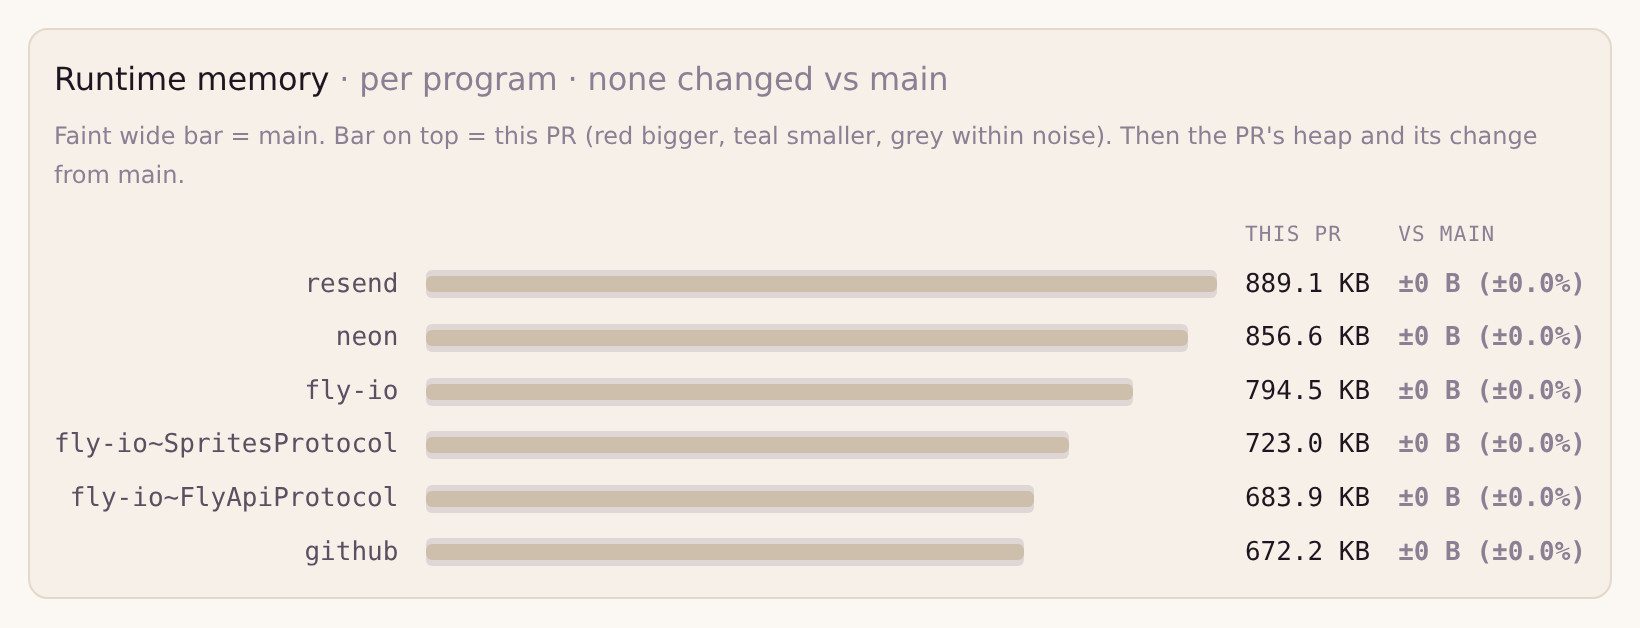 Runtime memory · per program · none changed vs main
Faint wide bar = main. Bar on top = this PR (red bigger, teal smaller, grey within noise). Then the PR's heap and its change
from main.
THIS PR VS MAIN
resend 889.1 KB ±0 B (±0.0%)
neon 856.6 KB ±0 B (±0.0%)
fly-io 794.5 KB ±0 B (±0.0%)
fly-io~SpritesProtocol 723.0 KB ±0 B (±0.0%)
fly-io~FlyApiProtocol 683.9 KB ±0 B (±0.0%)
github 672.2 KB ±0 B (±0.0%)